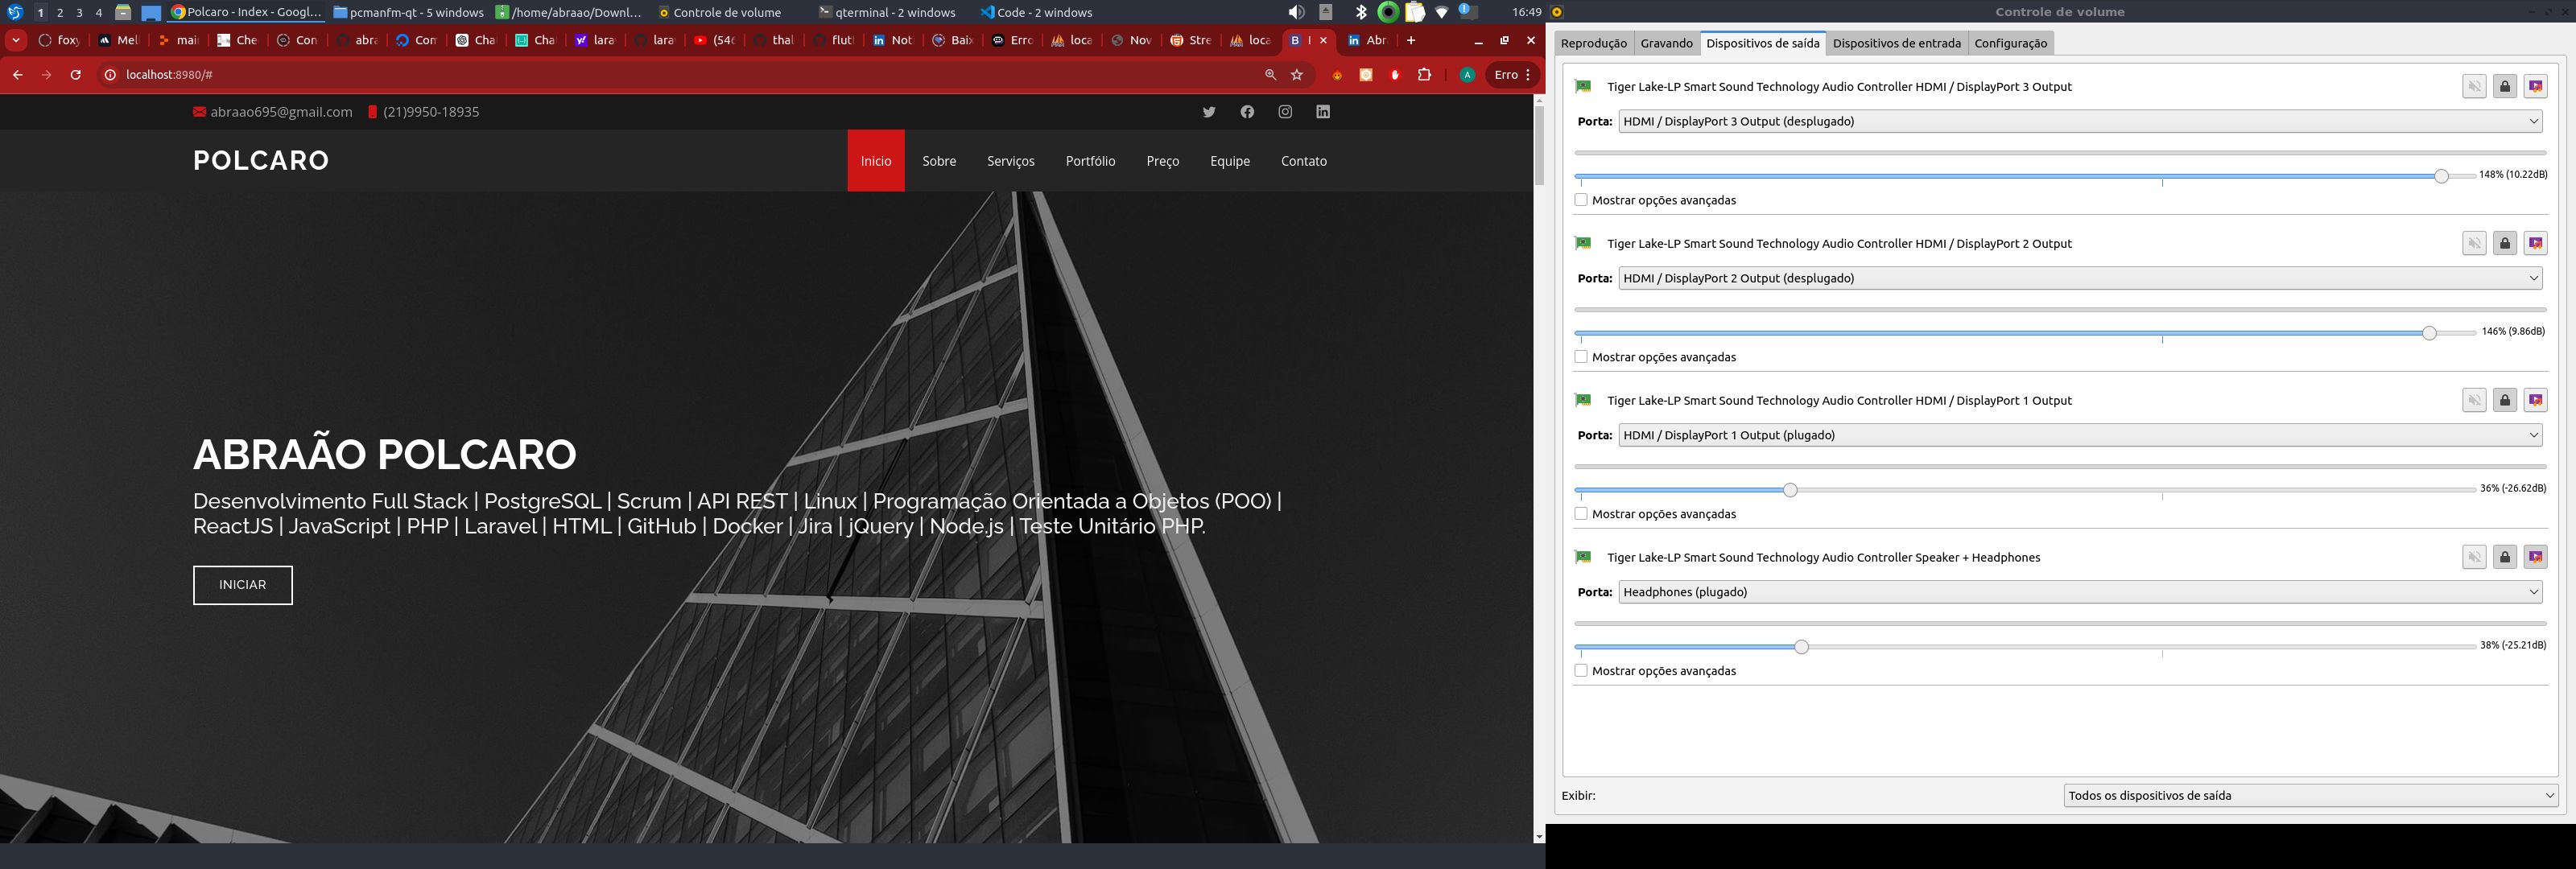 1 2 3 4 Polcaro - Index - Googl... pcmanfm-qt - 5 windows /home/abraao/Downl... Controle de volume qterminal - 2 windows Code - 2 windows 16:49
foxy Mel mai Che Con abra Con Cha Cha lara lara (546 thal flut Not Baix Erro loca Nov Stre loca I Abr
localhost:8980/# A Erro
abraao695@gmail.com (21)9950-18935
POLCARO Inicio Sobre Serviços Portfólio Preço Equipe Contato
ABRAÃO POLCARO
Desenvolvimento Full Stack | PostgreSQL | Scrum | API REST | Linux | Programação Orientada a Objetos (POO) |
ReactJS | JavaScript | PHP | Laravel | HTML | GitHub | Docker | Jira | jQuery | Node.js | Teste Unitário PHP.
INICIAR
Controle de volume
Reprodução Gravando Dispositivos de saída Dispositivos de entrada Configuração
Tiger Lake-LP Smart Sound Technology Audio Controller HDMI / DisplayPort 3 Output
Porta: HDMI / DisplayPort 3 Output (desplugado)
148% (10.22dB)
Mostrar opções avançadas
Tiger Lake-LP Smart Sound Technology Audio Controller HDMI / DisplayPort 2 Output
Porta: HDMI / DisplayPort 2 Output (desplugado)
146% (9.86dB)
Mostrar opções avançadas
Tiger Lake-LP Smart Sound Technology Audio Controller HDMI / DisplayPort 1 Output
Porta: HDMI / DisplayPort 1 Output (plugado)
36% (-26.62dB)
Mostrar opções avançadas
Tiger Lake-LP Smart Sound Technology Audio Controller Speaker + Headphones
Porta: Headphones (plugado)
38% (-25.21dB)
Mostrar opções avançadas
Exibir: Todos os dispositivos de saída